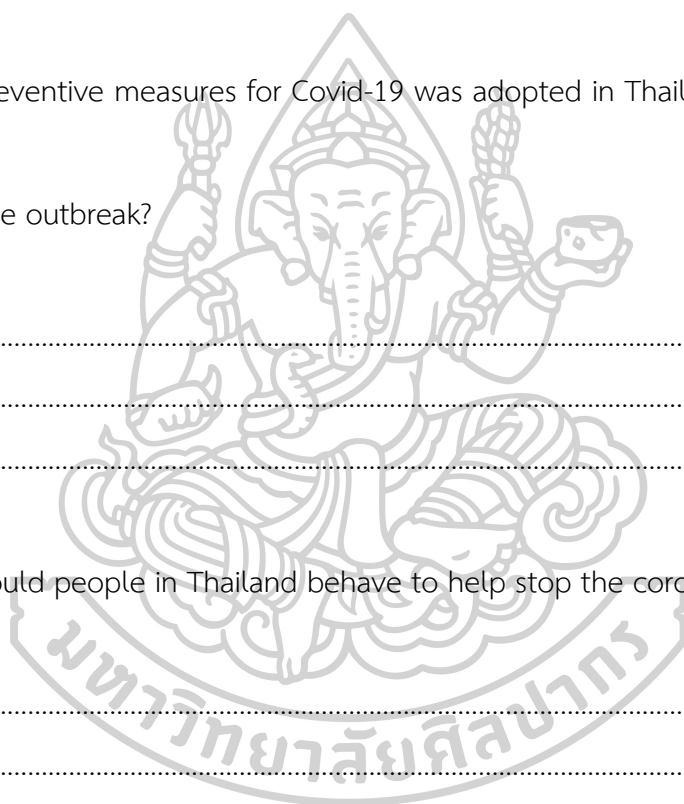 eventive measures for Covid-19 was adopted in Thail
e outbreak?
ould people in Thailand behave to help stop the coro
มหาวิทยาลัยศิลปากร